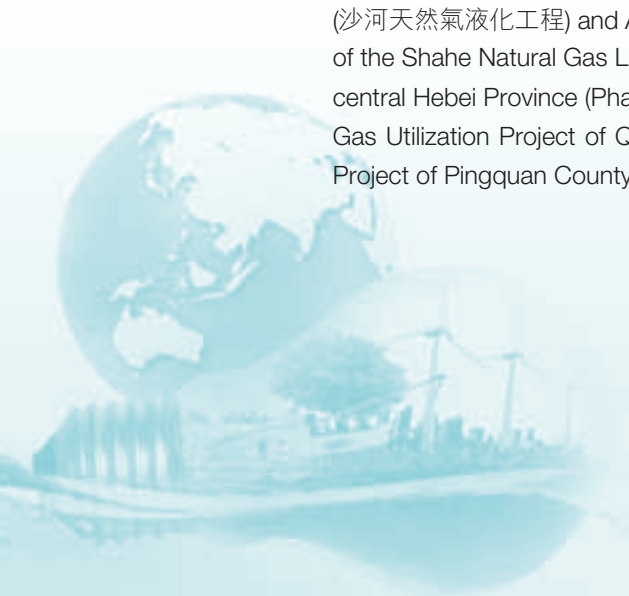 (沙河天然氣液化工程) and
of the Shahe Natural Gas
central Hebei Province
Gas Utilization Project of
Project of Pingquan County